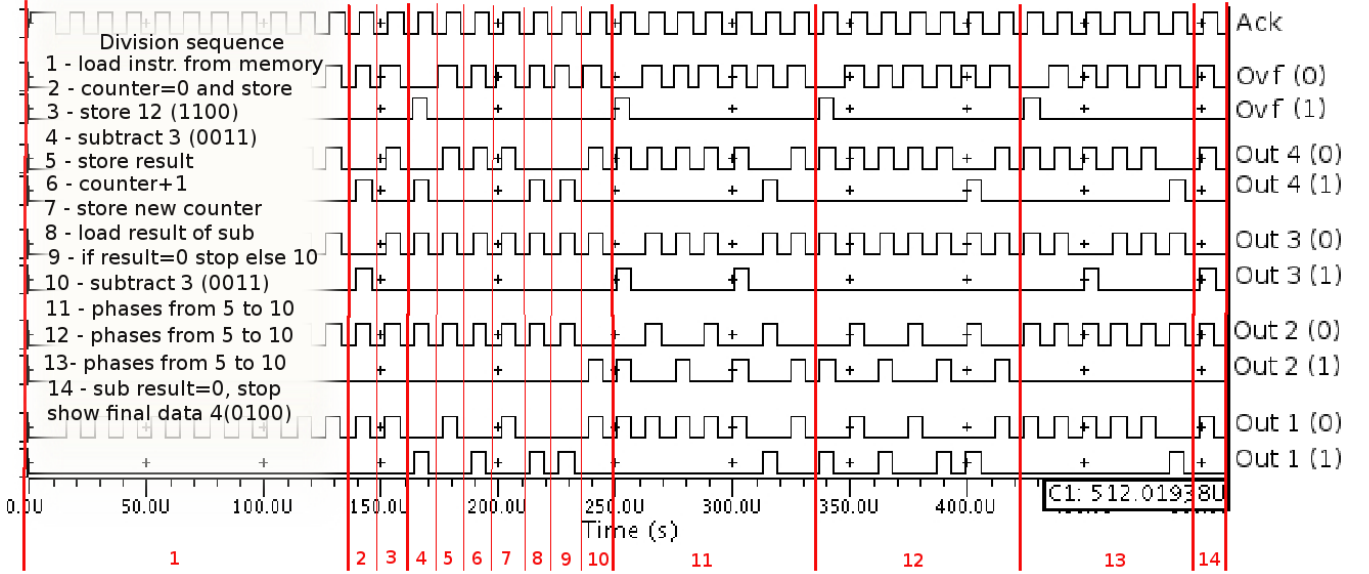 Division sequence
1 - load instr. from memory
2 - counter=0 and store
3 - store 12 (1100)
4 - subtract 3 (0011)
5 - store result
6 - counter+1
7 - store new counter
8 - load result of sub
9 - if result=0 stop else 10
10 - subtract 3 (0011)
11 - phases from 5 to 10
12 - phases from 5 to 10
13- phases from 5 to 10
14 - sub result=0, stop
show final data 4(0100)
Ack
Ovf (0)
Ovf (1)
Out 4 (0)
Out 4 (1)
Out 3 (0)
Out 3 (1)
Out 2 (0)
Out 2 (1)
Out 1 (0)
Out 1 (1)
C1: 512.01938U
0.0U 50.0U 100.0U 150.0U 200.0U 250.0U 300.0U 350.0U 400.0U
Time (s)
1 2 3 4 5 6 7 8 9 10 11 12 13 14